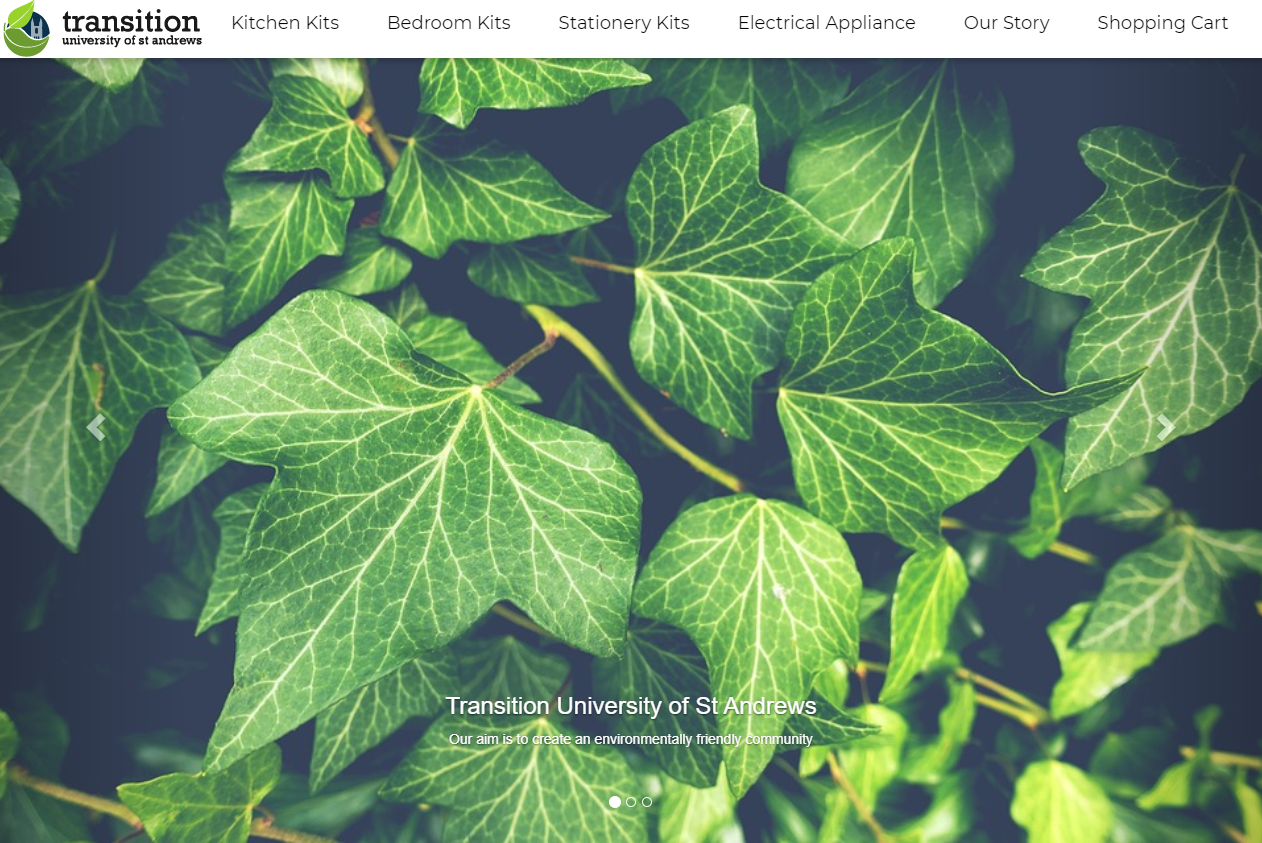 transition
university of st andrews
Kitchen Kits
Bedroom Kits
Stationery Kits
Electrical Appliance
Our Story
Shopping Cart
Transition University of St Andrews
Our aim is to create an environmentally friendly community